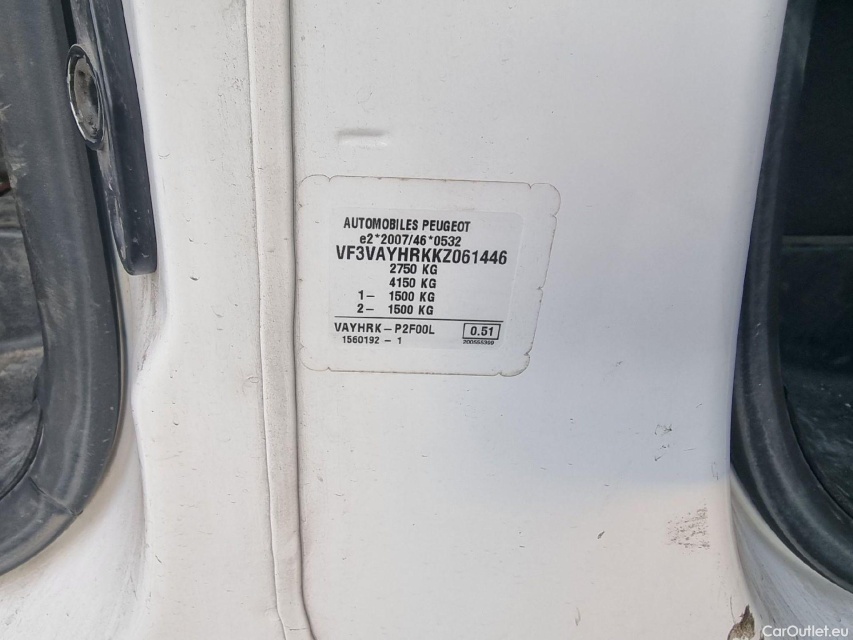 AUTOMOBILES PEUGEOT
e2*2007/46*0532
VF3VAYHRKKZ061446
2750 KG
4150 KG
1- 1500 KG
2- 1500 KG
VAYHRK-P2F00L 0.51
1560192 - 1 200555399
CarOutlet.eu